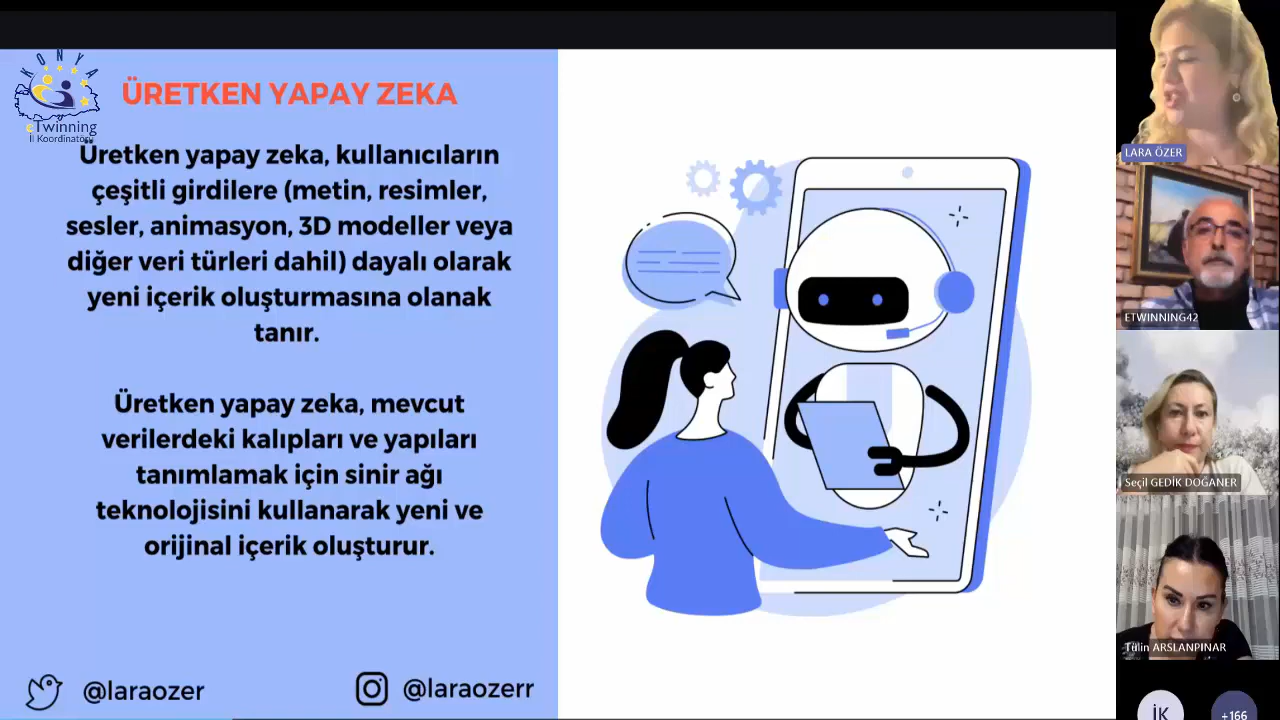 KONYA
eTwinning
İl Koordinatörü
ÜRETKEN YAPAY ZEKA
Üretken yapay zeka, kullanıcıların
çeşitli girdilere (metin, resimler,
sesler, animasyon, 3D modeller veya
diğer veri türleri dahil) dayalı olarak
yeni içerik oluşturmasına olanak
tanır.
Üretken yapay zeka, mevcut
verilerdeki kalıpları ve yapıları
tanımlamak için sinir ağı
teknolojisini kullanarak yeni ve
orijinal içerik oluşturur.
@laraozer
@laraozerr
LARA ÖZER
ETWINNING42
Seçil GEDİK DOĞANER
Tülin ARSLANPINAR
İK
+166